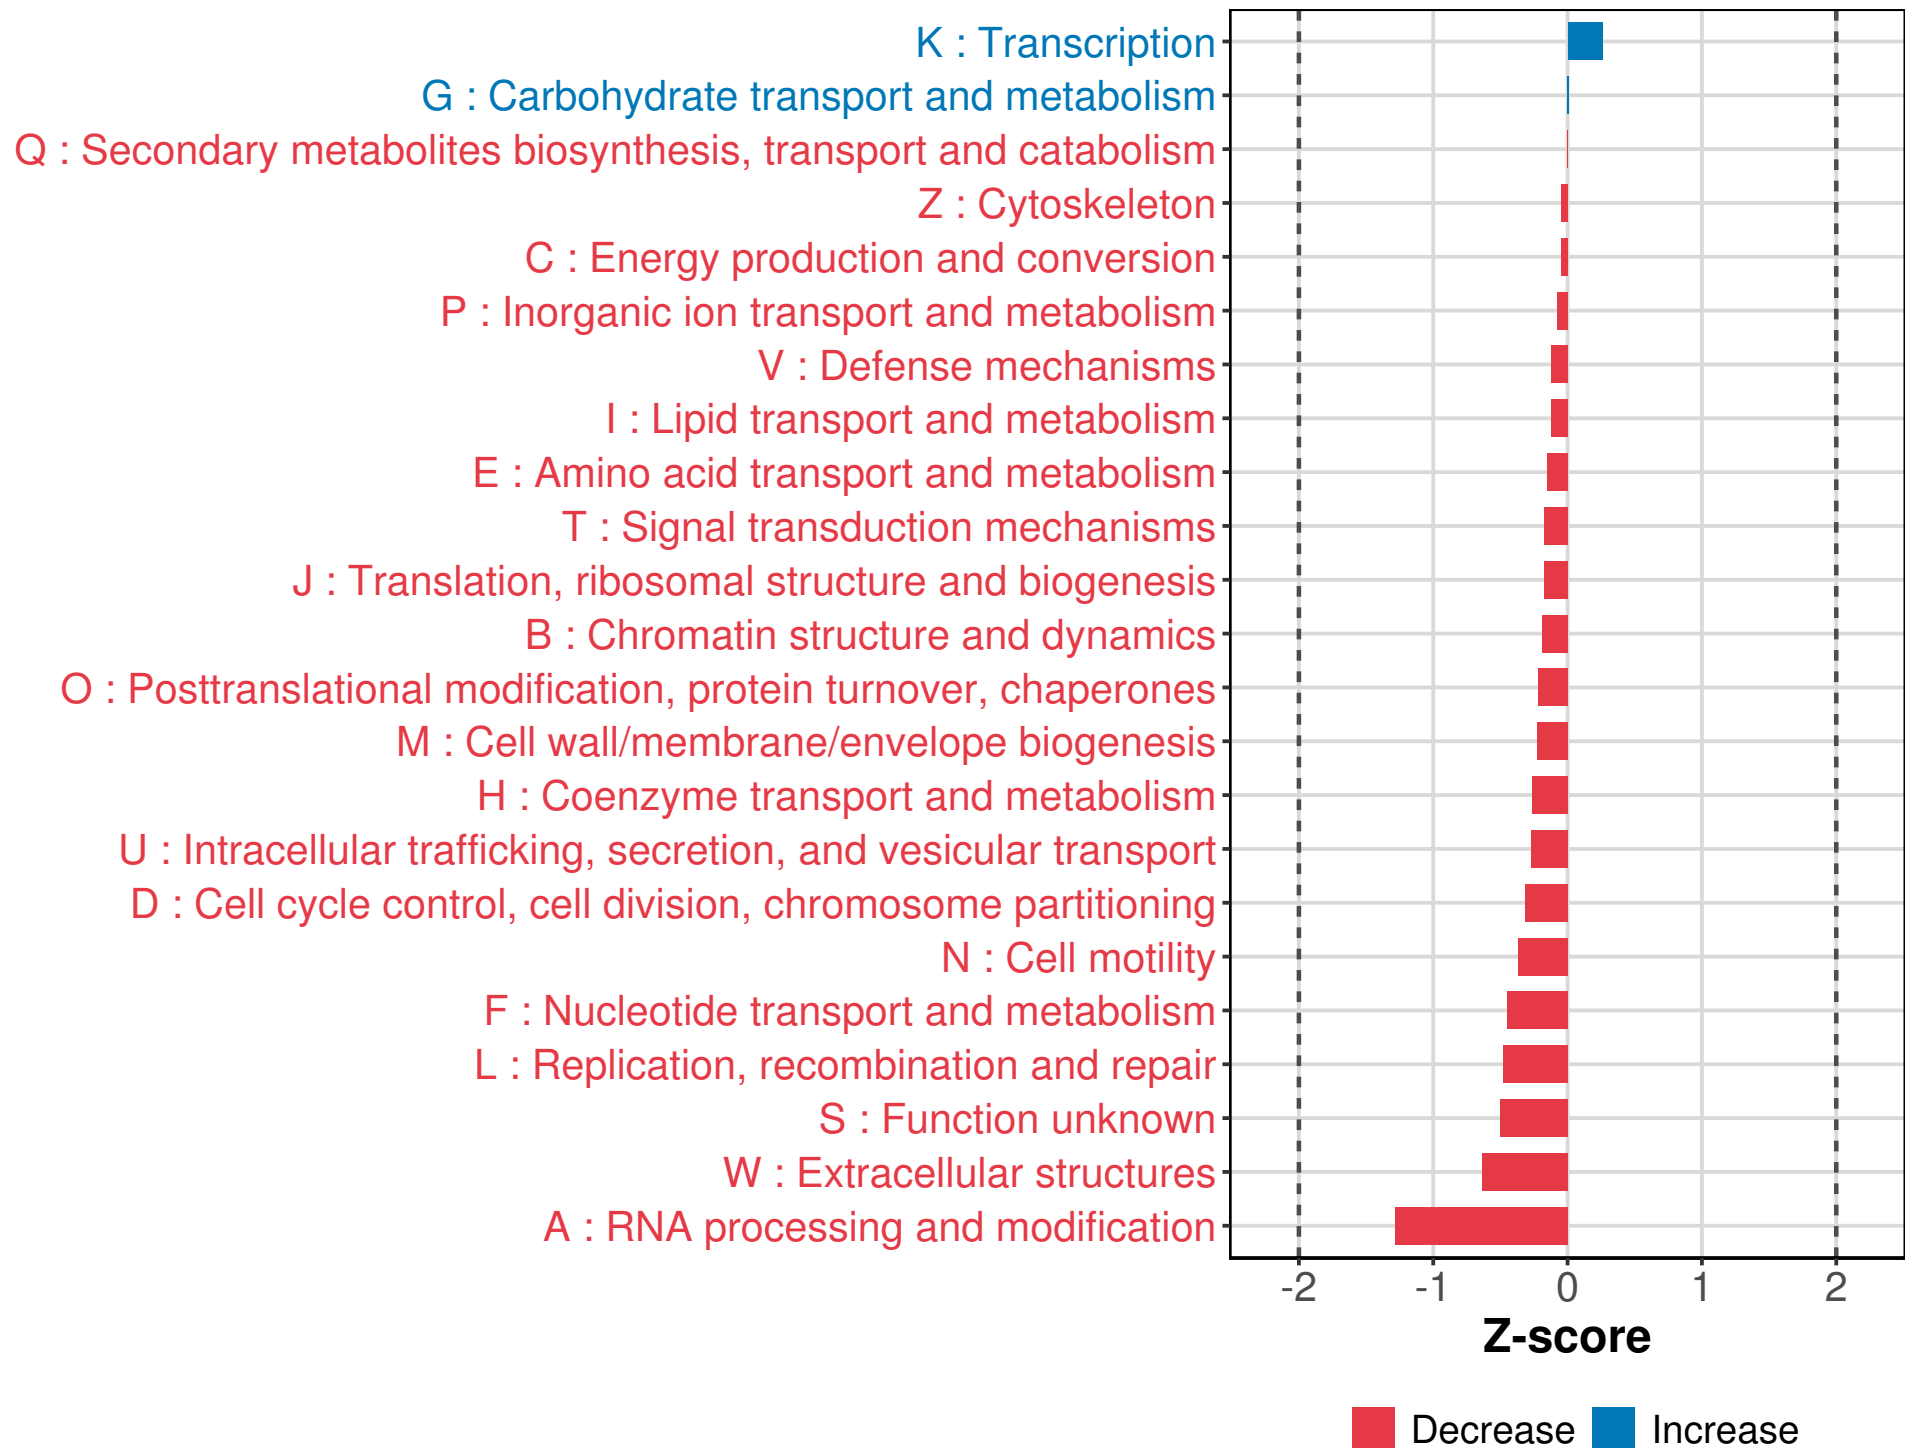 K : Transcription
G : Carbohydrate transport and metabolism
Q : Secondary metabolites biosynthesis, transport and catabolism
Z : Cytoskeleton
C : Energy production and conversion
P : Inorganic ion transport and metabolism
V : Defense mechanisms
I : Lipid transport and metabolism
E : Amino acid transport and metabolism
T : Signal transduction mechanisms
J : Translation, ribosomal structure and biogenesis
B : Chromatin structure and dynamics
O : Posttranslational modification, protein turnover, chaperones
M : Cell wall/membrane/envelope biogenesis
H : Coenzyme transport and metabolism
U : Intracellular trafficking, secretion, and vesicular transport
D : Cell cycle control, cell division, chromosome partitioning
N : Cell motility
F : Nucleotide transport and metabolism
L : Replication, recombination and repair
S : Function unknown
W : Extracellular structures
A : RNA processing and modification
-2 -1 0 1 2
Z-score
Decrease Increase